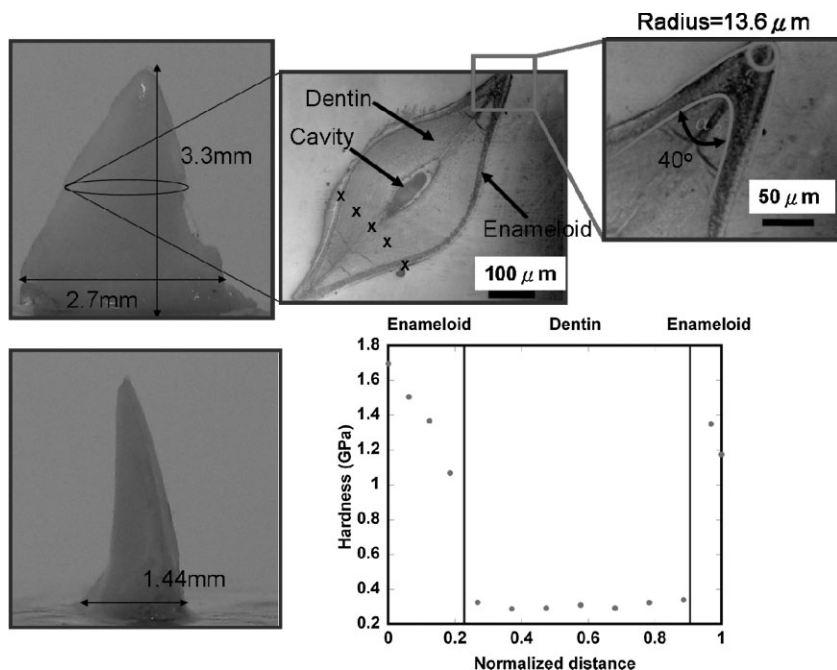 Radius=13.6 μm
3.3mm
2.7mm
Dentin
Cavity
Enameloid
x
x
x
x
x
100 μm
40°
50 μm
1.44mm
Enameloid Dentin Enameloid
1.8
1.6
1.4
1.2
1
0.8
0.6
0.4
0.2
Hardness (GPa)
0 0.2 0.4 0.6 0.8 1
Normalized distance